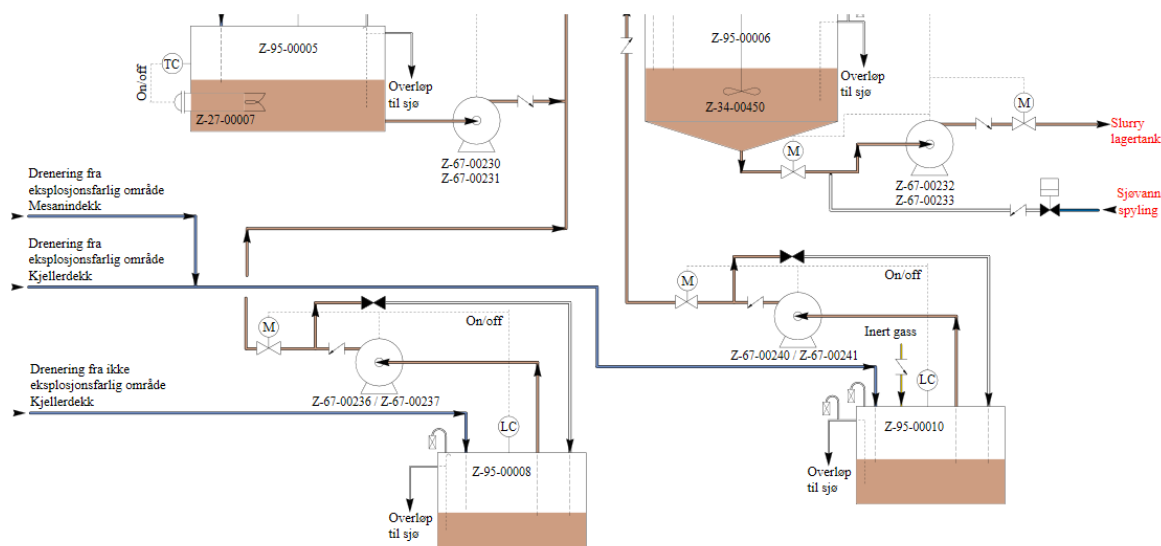 Z-95-00005
TC
On/off
Z-27-00007
Overløp
til sjø
Z-67-00230
Z-67-00231
Z-95-00006
Z-34-00450
Overløp
til sjø
M
M
Slurry
lagertank
Z-67-00232
Z-67-00233
Sjøvann
spyling
Drenering fra
eksplosjonsfarlig område
Mesanindekk
Drenering fra
eksplosjonsfarlig område
Kjellerdekk
M
On/off
Z-67-00236 / Z-67-00237
Drenering fra ikke
eksplosjonsfarlig område
Kjellerdekk
LC
Z-95-00008
Overløp
til sjø
M
On/off
Inert gass
Z-67-00240 / Z-67-00241
LC
Z-95-00010
Overløp
til sjø